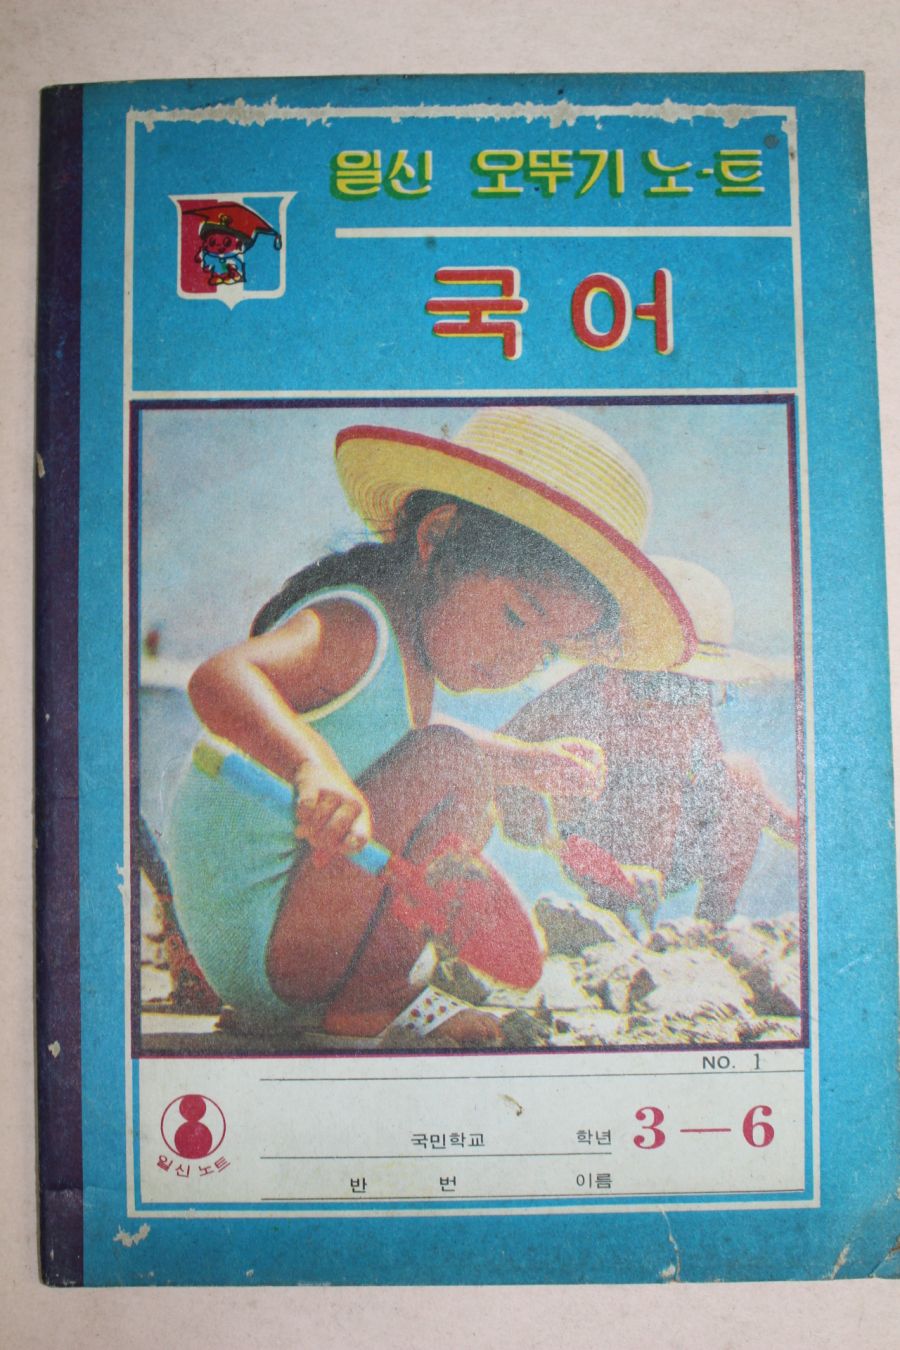 일신 오뚜기 노-트
국어
NO. 1
국민학교 학년 3-6
반 번 이름
일신 노트